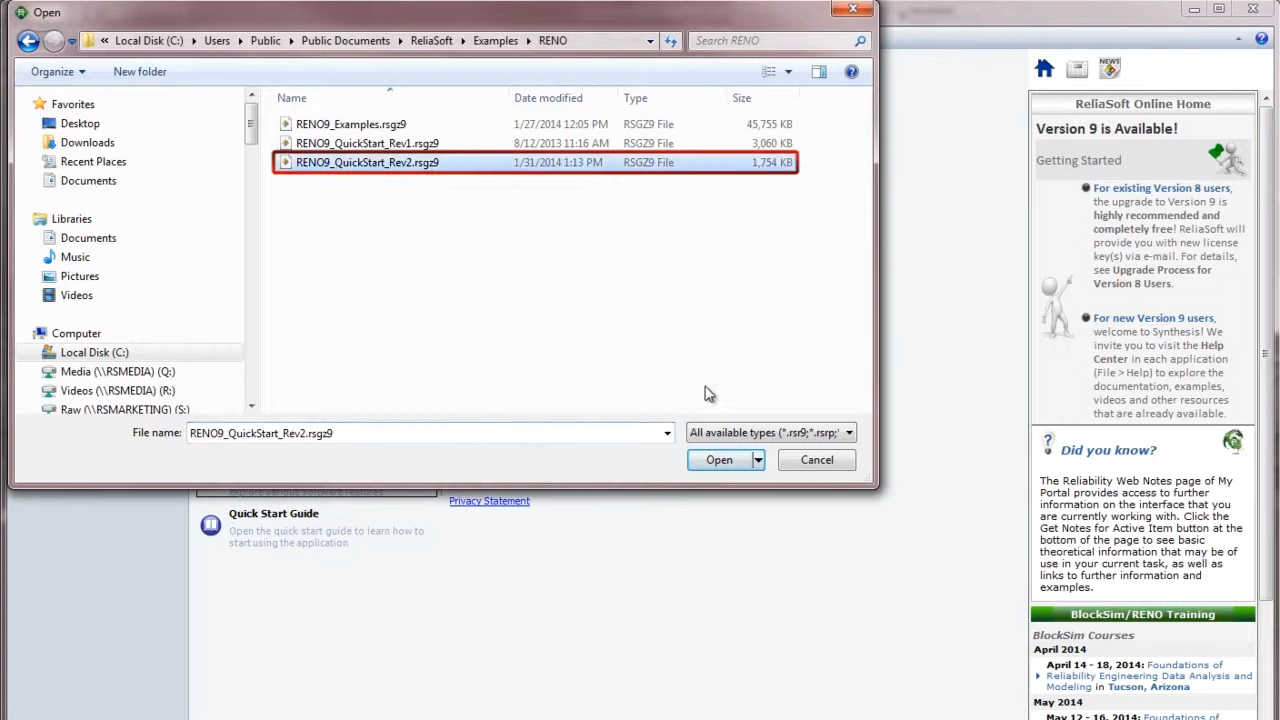 Open
« Local Disk (C:) Users Public Public Documents ReliaSoft Examples RENO
Search RENO
Organize
New folder
Name Date modified Type Size
Favorites
Desktop
Downloads
Recent Places
Documents
Libraries
Documents
Music
Pictures
Videos
Computer
Local Disk (C:)
Media (\\RSMEDIA) (Q:)
Videos (\\RSMEDIA) (R:)
Raw (\\RSMARKETING) (S:)
RENO9_Examples.rsgz9 1/27/2014 12:05 PM RSGZ9 File 45,755 KB
RENO9_QuickStart_Rev1.rsgz9 8/12/2013 11:16 AM RSGZ9 File 3,060 KB
RENO9_QuickStart_Rev2.rsgz9 1/31/2014 1:13 PM RSGZ9 File 1,754 KB
File name: RENO9_QuickStart_Rev2.rsgz9
All available types (*.rsr9;*.rsrp;*
Open
Cancel
explore various software features
Privacy Statement
Quick Start Guide
Open the quick start guide to learn how to
start using the application
NEWS
ReliaSoft Online Home
Version 9 is Available!
Getting Started
For existing Version 8 users,
the upgrade to Version 9 is
highly recommended and
completely free! ReliaSoft will
provide you with new license
key(s) via e-mail. For details,
see Upgrade Process for
Version 8 Users.
For new Version 9 users,
welcome to Synthesis! We
invite you to visit the Help
Center in each application
(File > Help) to explore the
documentation, examples,
videos and other resources
that are already available.
Did you know?
The Reliability Web Notes page of My
Portal provides access to further
information on the interface that you
are currently working with. Click the
Get Notes for Active Item button at the
bottom of the page to see basic
theoretical information that may be of
use in your current task, as well as
links to further information and
examples.
BlockSim/RENO Training
BlockSim Courses
April 2014
April 14 - 18, 2014: Foundations of
Reliability Engineering Data Analysis and
Modeling in Tucson, Arizona
May 2014
May 12 - 16, 2014: Foundations of